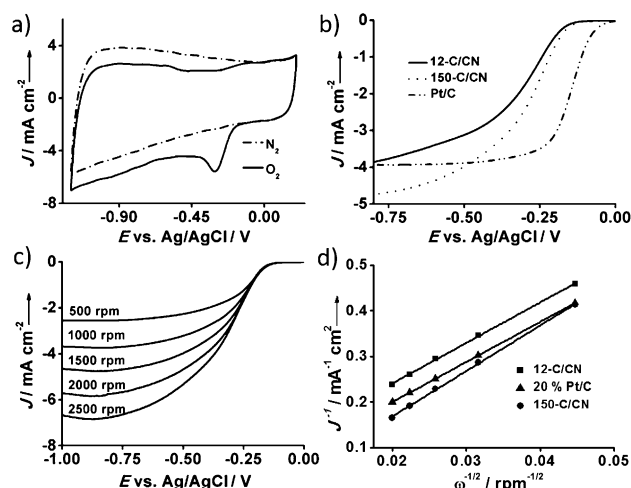 a)
J / mA cm⁻²
4
0
-4
-8
N₂
O₂
-0.90
-0.45
0.00
E vs. Ag/AgCl / V
b)
J / mA cm⁻²
0
-1
-2
-3
-4
-5
12-C/CN
150-C/CN
Pt/C
-0.75
-0.50
-0.25
0.00
E vs. Ag/AgCl / V
c)
J / mA cm⁻²
0
-2
-4
-6
-8
500 rpm
1000 rpm
1500 rpm
2000 rpm
2500 rpm
-1.00
-0.75
-0.50
-0.25
0.00
E vs. Ag/AgCl / V
d)
J⁻¹ / mA⁻¹ cm²
0.5
0.4
0.3
0.2
0.1
12-C/CN
20 % Pt/C
150-C/CN
0.02
0.03
0.04
0.05
ω⁻¹/² / rpm⁻¹/²